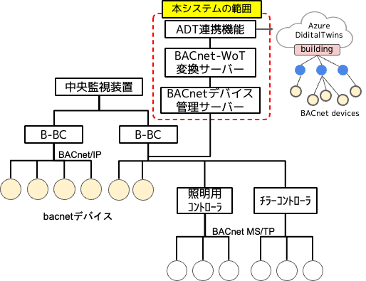 本システムの範囲
ADT連携機能
BACnet-WoT
変換サーバー
BACnetデバイス
管理サーバー
Azure
DiditalTwins
building
BACnet devices
中央監視装置
B-BC
B-BC
BACnet/IP
bacnetデバイス
照明用
ｺﾝﾄﾛｰﾗ
ﾁﾗｰｺﾝﾄﾛｰﾗ
BACnet MS/TP